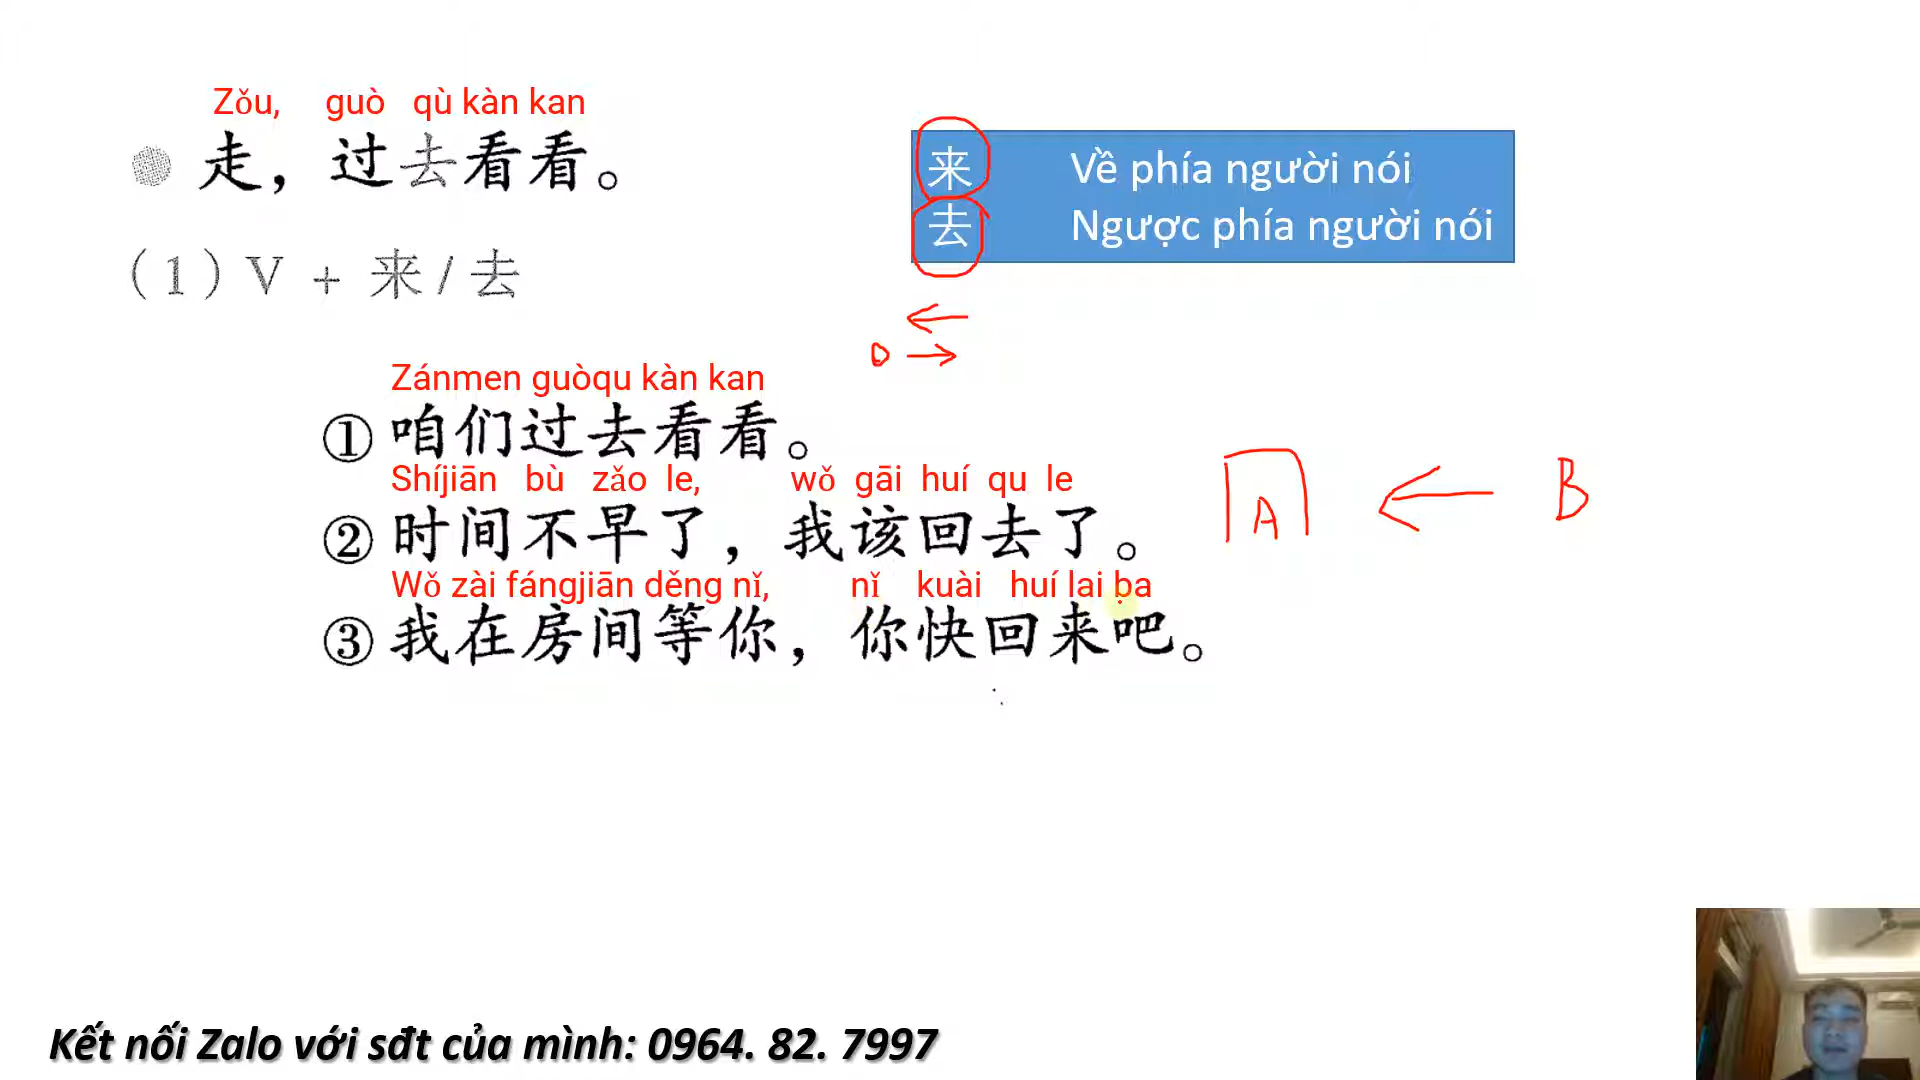 Zǒu, guò qù kàn kan
走，过去看看。
(1) V + 来/去
来 Về phía người nói
去 Ngược phía người nói
Zánmen guòqu kàn kan
① 咱们过去看看。
Shíjiān bù zǎo le, wǒ gāi huí qu le
② 时间不早了，我该回去了。
A B
Wǒ zài fángjiān děng nǐ, nǐ kuài huí lai ba
③ 我在房间等你，你快回来吧。
Kết nối Zalo với sđt của mình: 0964. 82. 7997